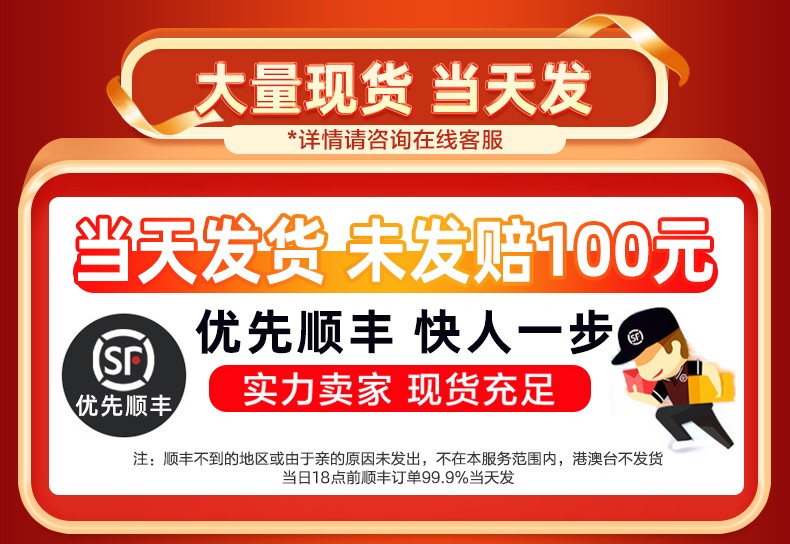 大量现货 当天发
*详情请咨询在线客服
当天发货 未发赔100元
优先顺丰 快人一步
SF
优先顺丰
实力卖家 现货充足
注：顺丰不到的地区或由于亲的原因未发出，不在本服务范围内，港澳台不发货
当日18点前顺丰订单99.9%当天发